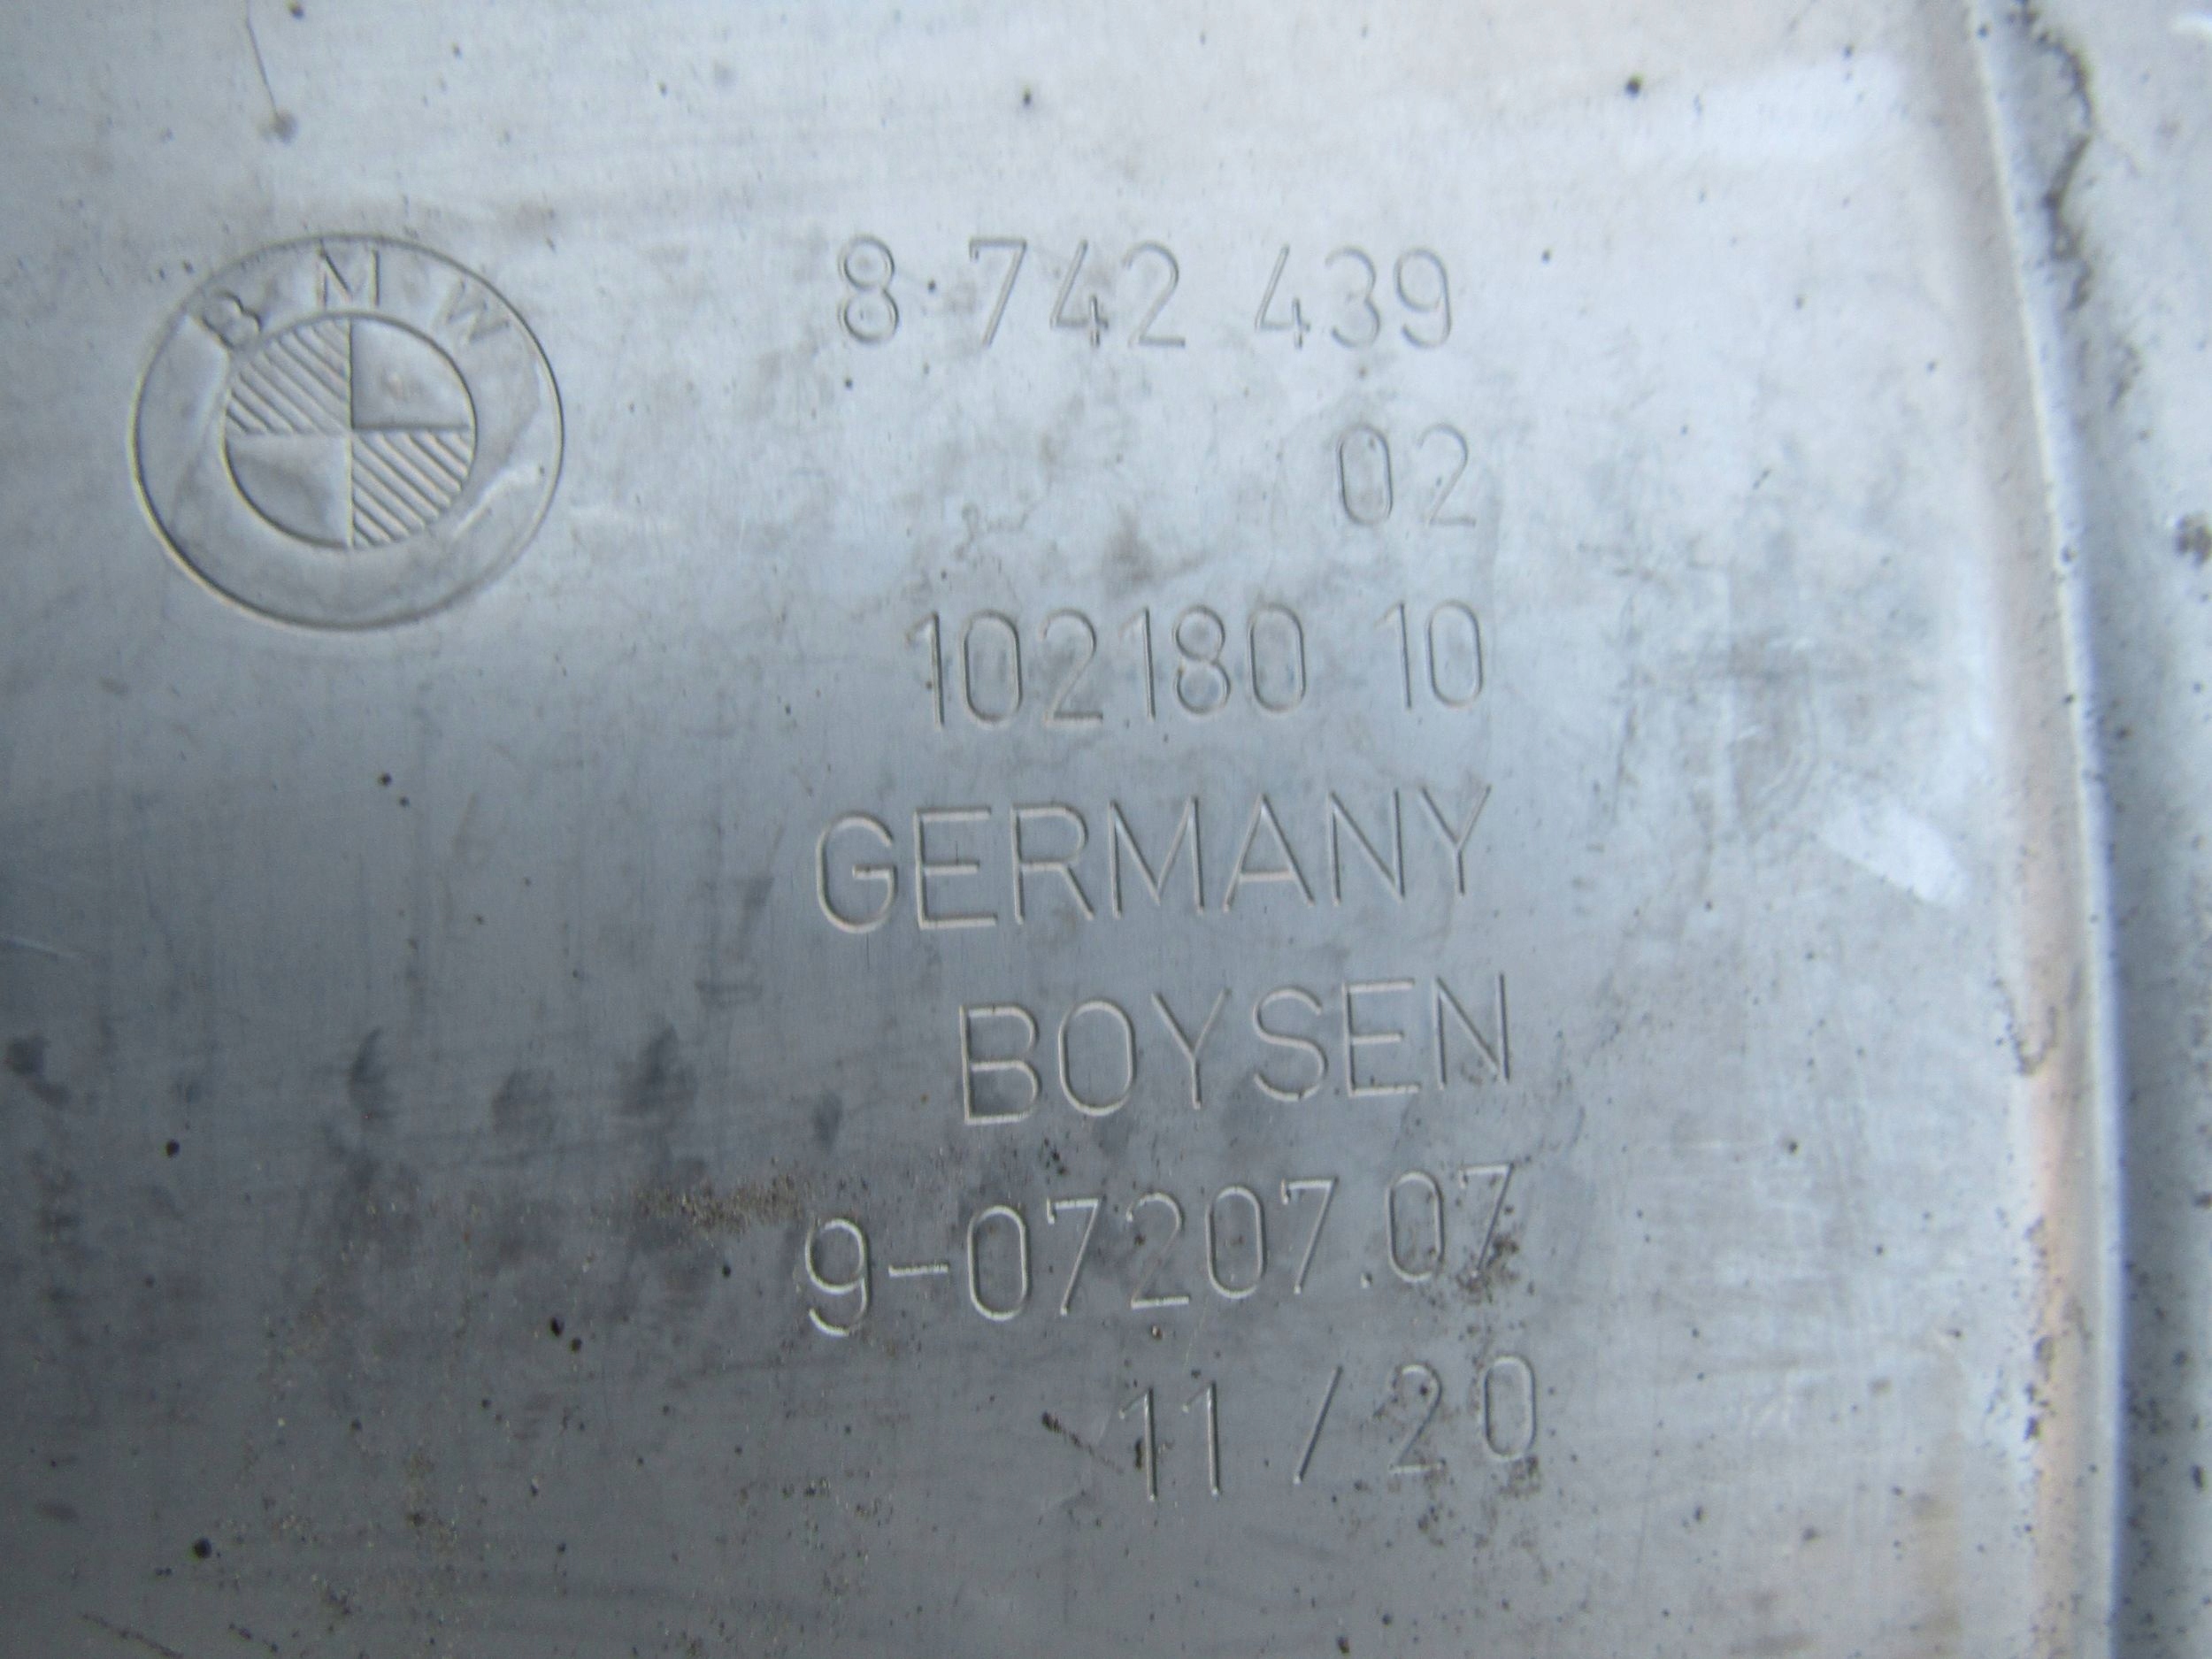 BMW
8 742 439
02
102180 10
GERMANY
BOYSEN
9-07207.07
11 / 20